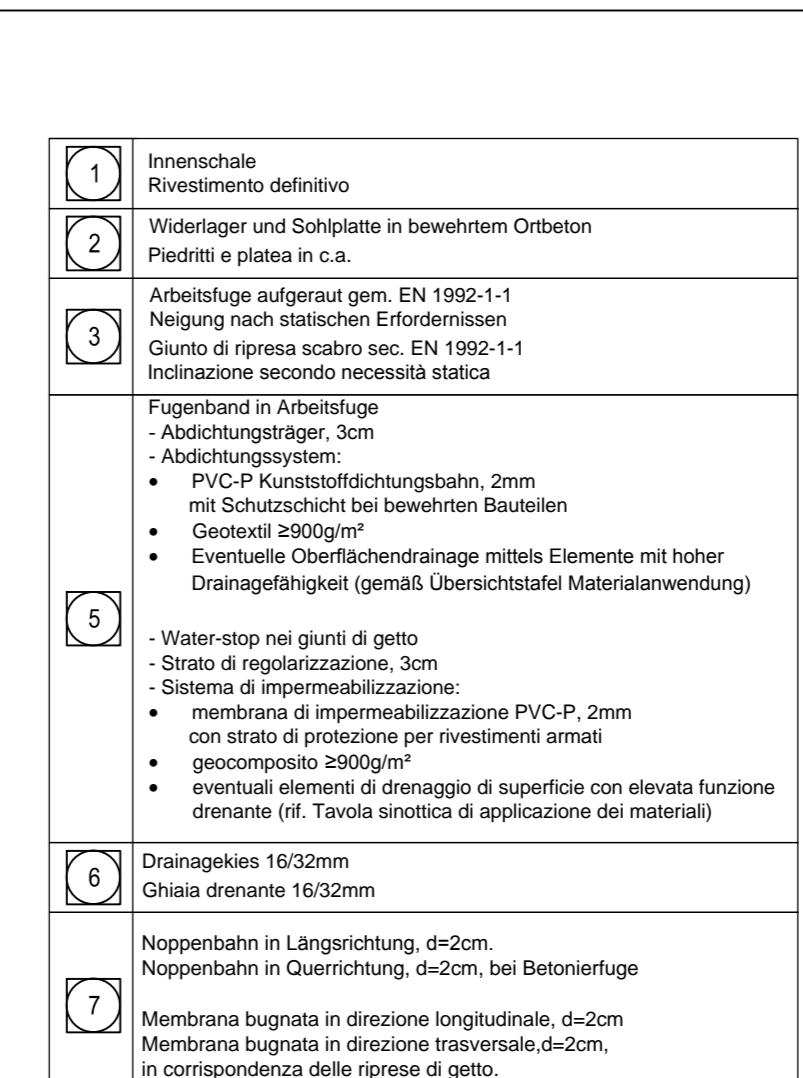 1
Innenschale
Rivestimento definitivo
2
Widerlager und Sohlplatte in bewehrtem Ortbeton
Piedritti e platea in c.a.
3
Arbeitsfuge aufgeraut gem. EN 1992-1-1
Neigung nach statischen Erfordernissen
Giunto di ripresa scabro sec. EN 1992-1-1
Inclinazione secondo necessità statica
5
Fugenband in Arbeitsfuge
- Abdichtungsträger, 3cm
- Abdichtungssystem:
• PVC-P Kunststoffdichtungsbahn, 2mm
mit Schutzschicht bei bewehrten Bauteilen
• Geotextil ≥900g/m²
• Eventuelle Oberflächendrainage mittels Elemente mit hoher
Drainagefähigkeit (gemäß Übersichtstafel Materialanwendung)
- Water-stop nei giunti di getto
- Strato di regolarizzazione, 3cm
- Sistema di impermeabilizzazione:
• membrana di impermeabilizzazione PVC-P, 2mm
con strato di protezione per rivestimenti armati
• geocomposito ≥900g/m²
• eventuali elementi di drenaggio di superficie con elevata funzione
drenante (rif. Tavola sinottica di applicazione dei materiali)
6
Drainagekies 16/32mm
Ghiaia drenante 16/32mm
7
Noppenbahn in Längsrichtung, d=2cm.
Noppenbahn in Querrichtung, d=2cm, bei Betonierfuge
Membrana bugnata in direzione longitudinale, d=2cm
Membrana bugnata in direzione trasversale,d=2cm,
in corrispondenza delle riprese di getto.